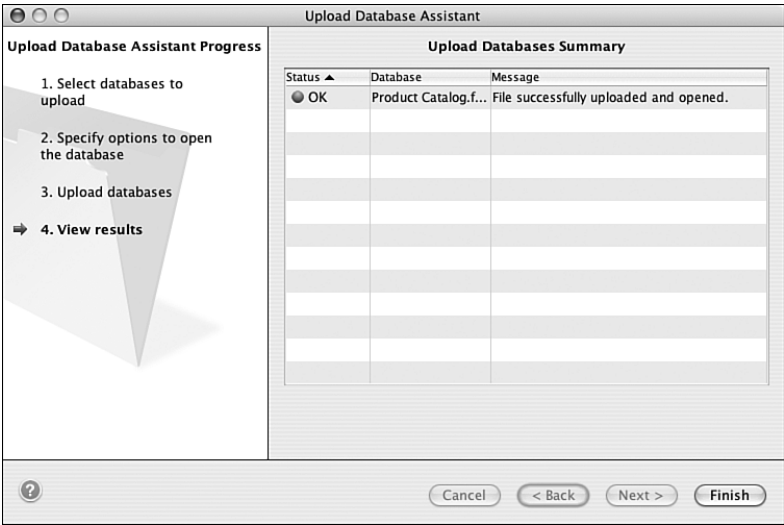 Upload Database Assistant
Upload Database Assistant Progress
1. Select databases to
upload
2. Specify options to open
the database
3. Upload databases
4. View results
Upload Databases Summary
Status Database Message
OK Product Catalog.f... File successfully uploaded and opened.
?
Cancel < Back Next > Finish